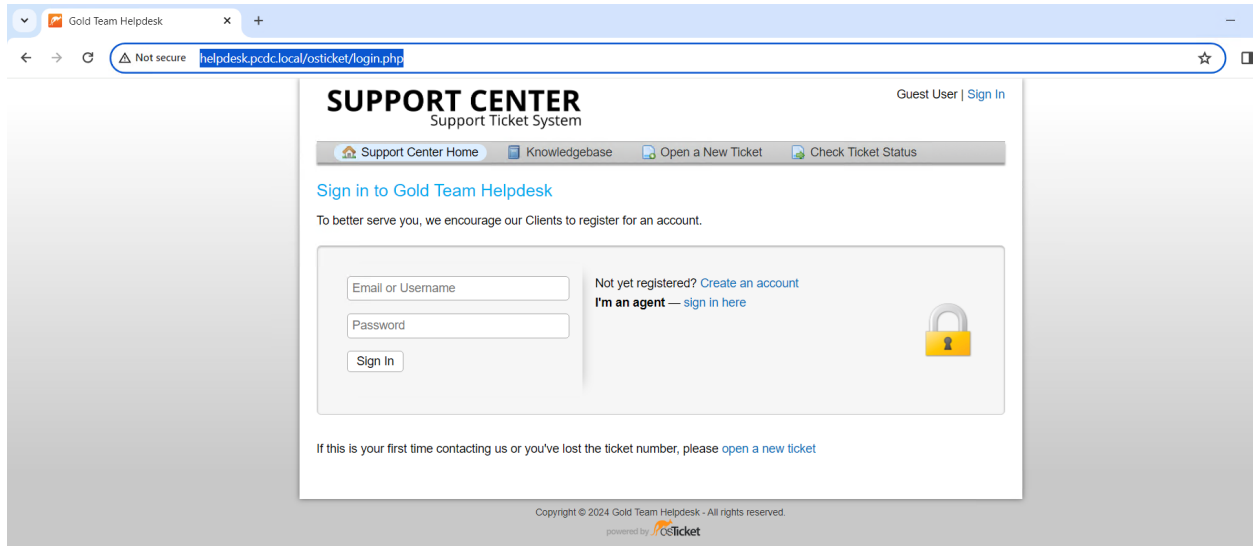 Gold Team Helpdesk
Not secure helpdesk.pcdc.local/osticket/login.php
SUPPORT CENTER
Support Ticket System
Guest User | Sign In
Support Center Home Knowledgebase Open a New Ticket Check Ticket Status
Sign in to Gold Team Helpdesk
To better serve you, we encourage our Clients to register for an account.
Email or Username
Password
Sign In
Not yet registered? Create an account
I'm an agent — sign in here
If this is your first time contacting us or you've lost the ticket number, please open a new ticket
Copyright © 2024 Gold Team Helpdesk - All rights reserved.
powered by osTicket